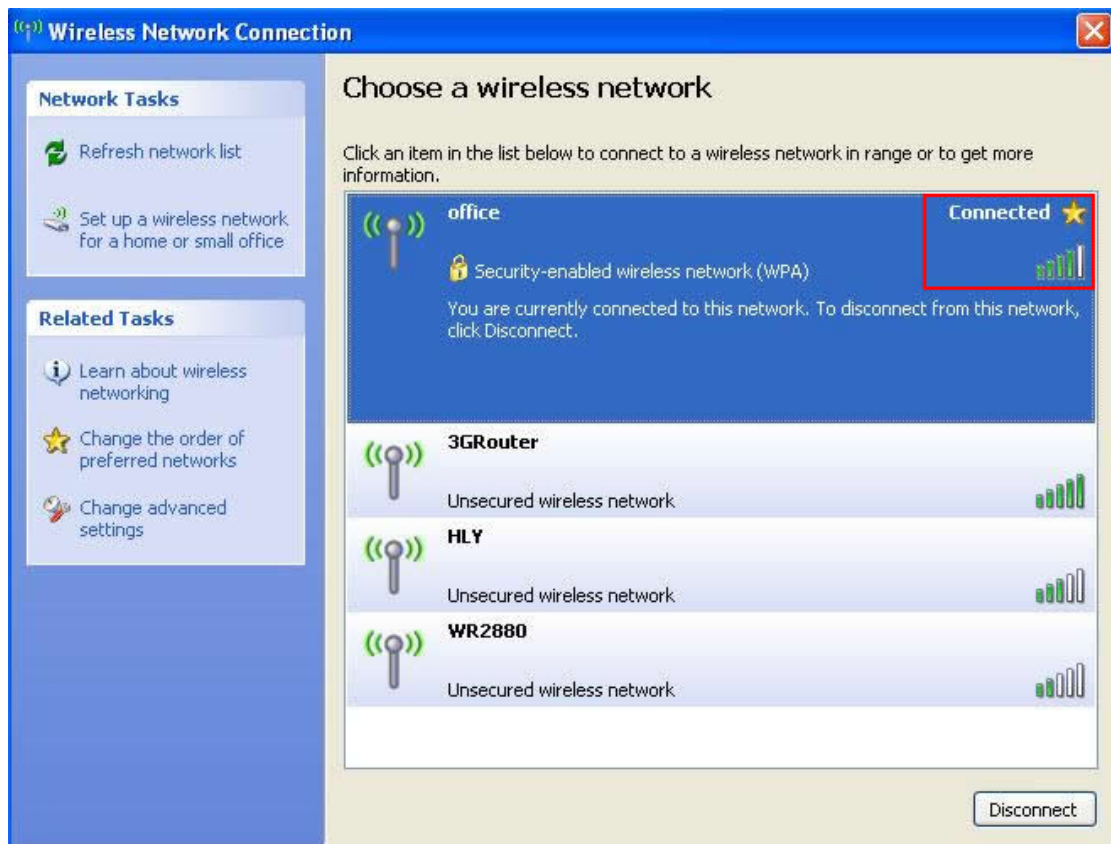 Wireless Network Connection
Network Tasks
Refresh network list
Set up a wireless network
for a home or small office
Related Tasks
Learn about wireless
networking
Change the order of
preferred networks
Change advanced
settings
Choose a wireless network
Click an item in the list below to connect to a wireless network in range or to get more
information.
office
Connected
Security-enabled wireless network (WPA)
You are currently connected to this network. To disconnect from this network,
click Disconnect.
3GRouter
Unsecured wireless network
HLY
Unsecured wireless network
WR2880
Unsecured wireless network
Disconnect